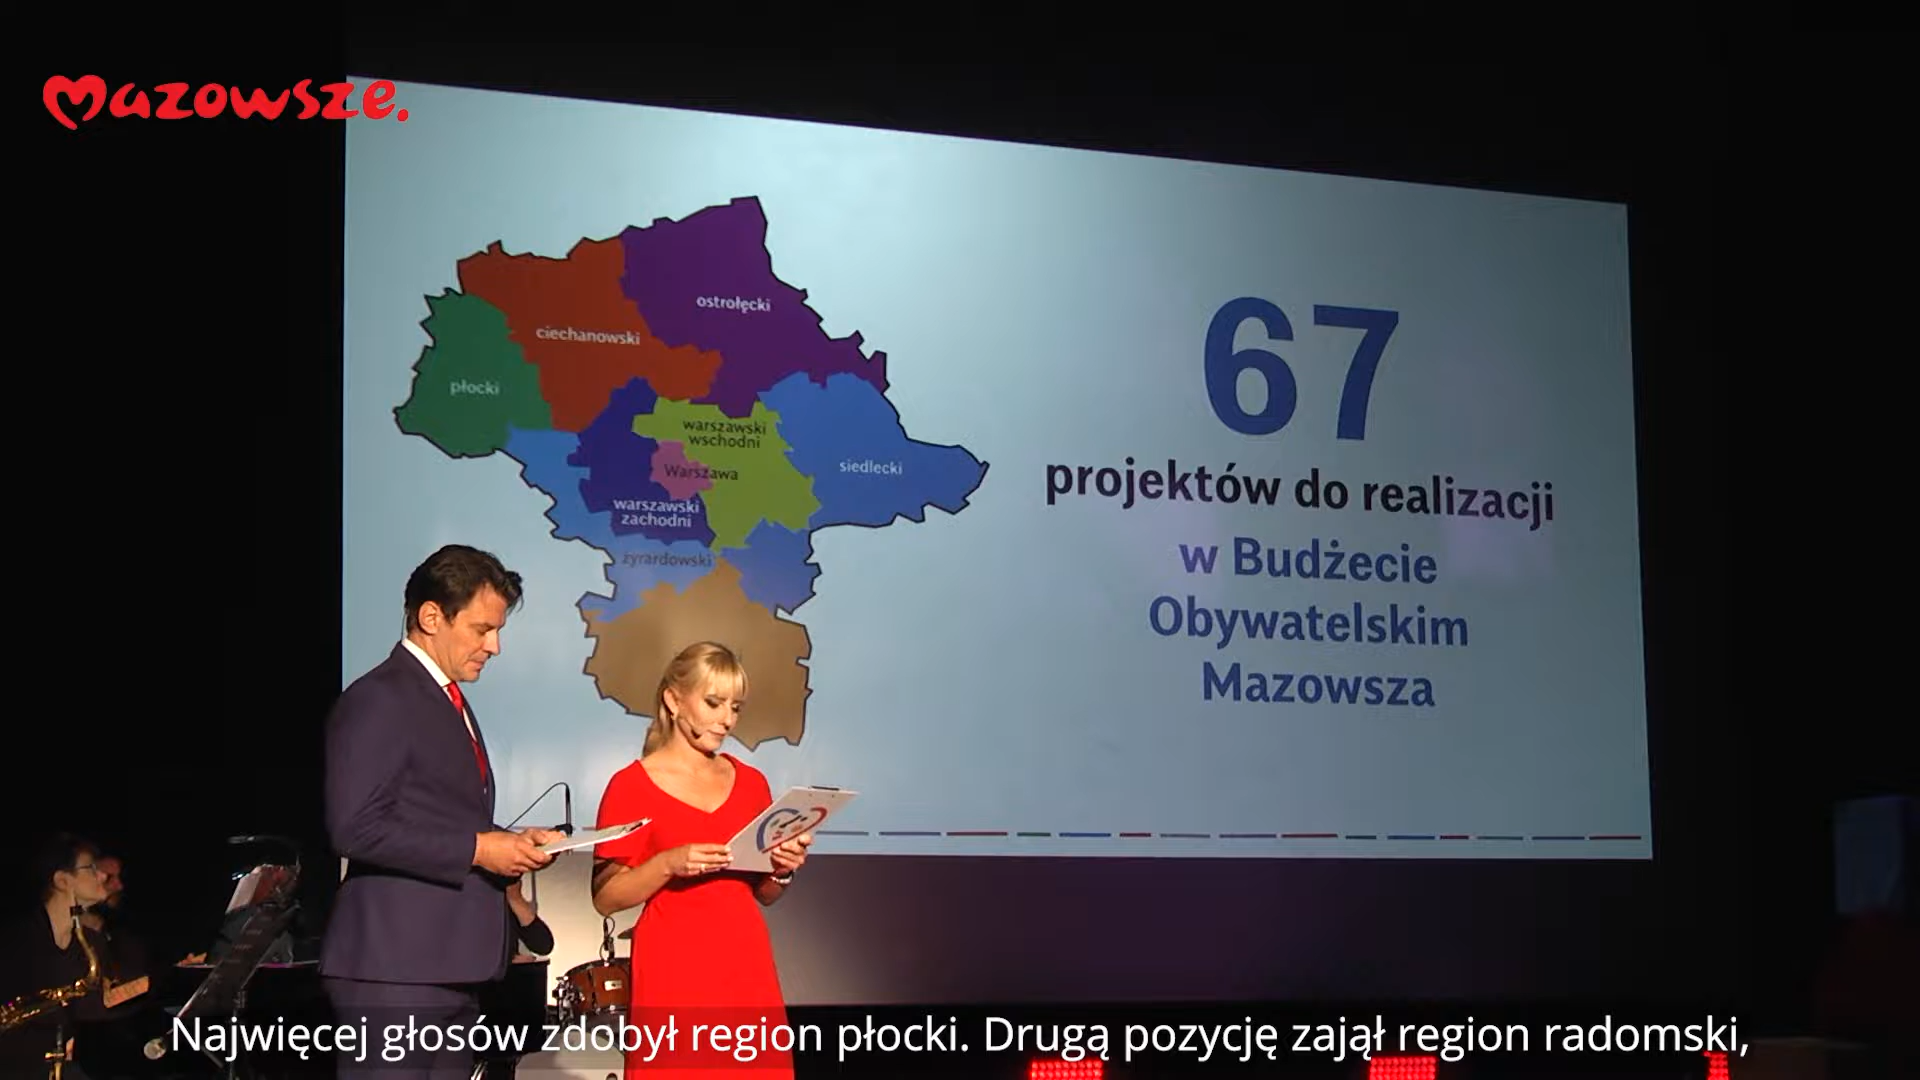 Mazowsze.
ostrołęcki
ciechanowski
płocki
warszawski
wschodni
Warszawa
siedlecki
warszawski
zachodni
żyrardowski
67
projektów do realizacji
w Budżecie
Obywatelskim
Mazowsza
Najwięcej głosów zdobył region płocki. Drugą pozycję zajął region radomski,